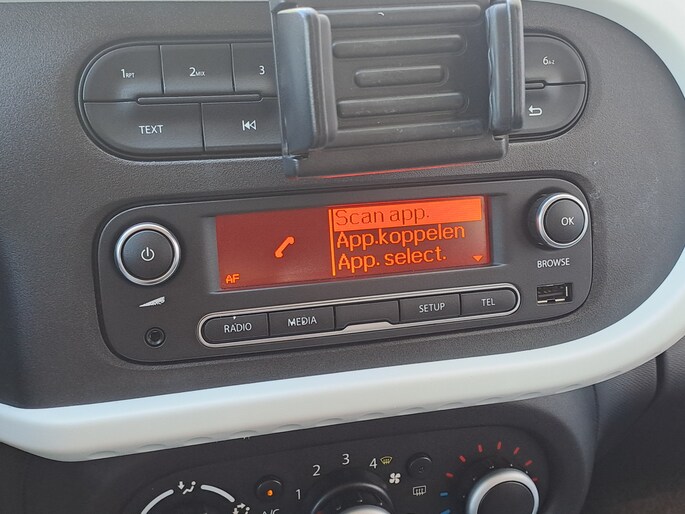 1RPT 2MIX 3 6A-Z
TEXT
Scan app.
App.koppelen
App. select.
AF
OK
BROWSE
RADIO MEDIA SETUP TEL
1 2 3 4
A/C